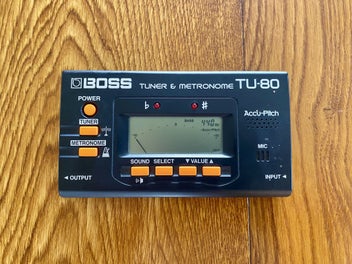 BOSS TUNER & METRONOME TU-80
POWER
♭ ♯
TUNER
Accu-Pitch
METRONOME
MIC
SOUND SELECT ▼ VALUE ▲
◄ OUTPUT
INPUT ◄